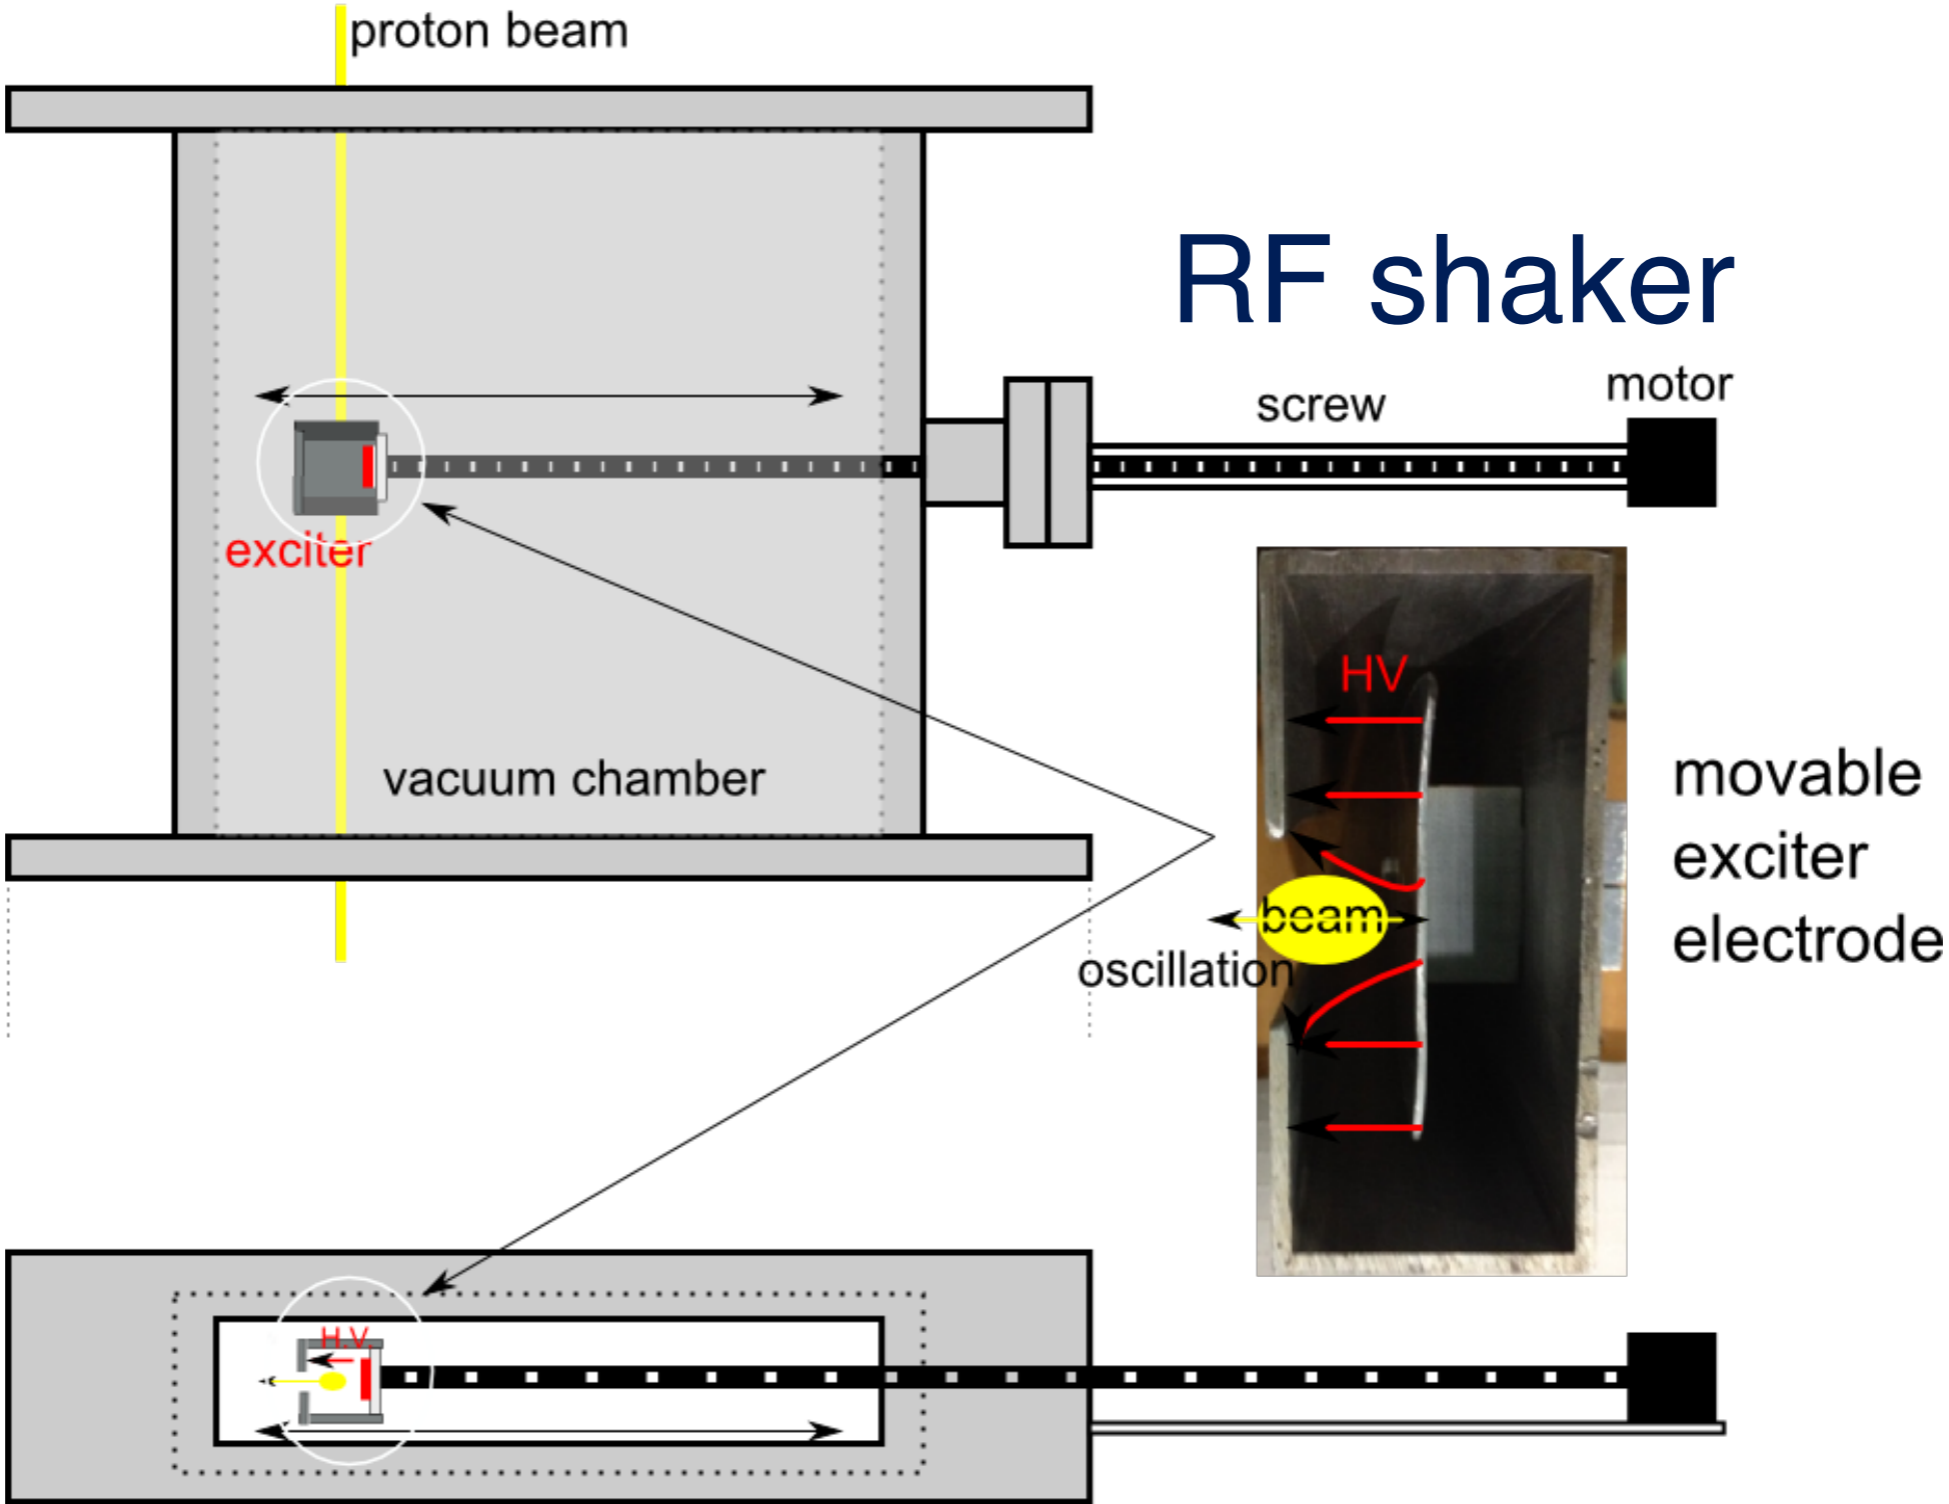 proton beam
RF shaker
motor
screw
exciter
HV
vacuum chamber
movable
exciter
electrode
beam
oscillation
H.V.